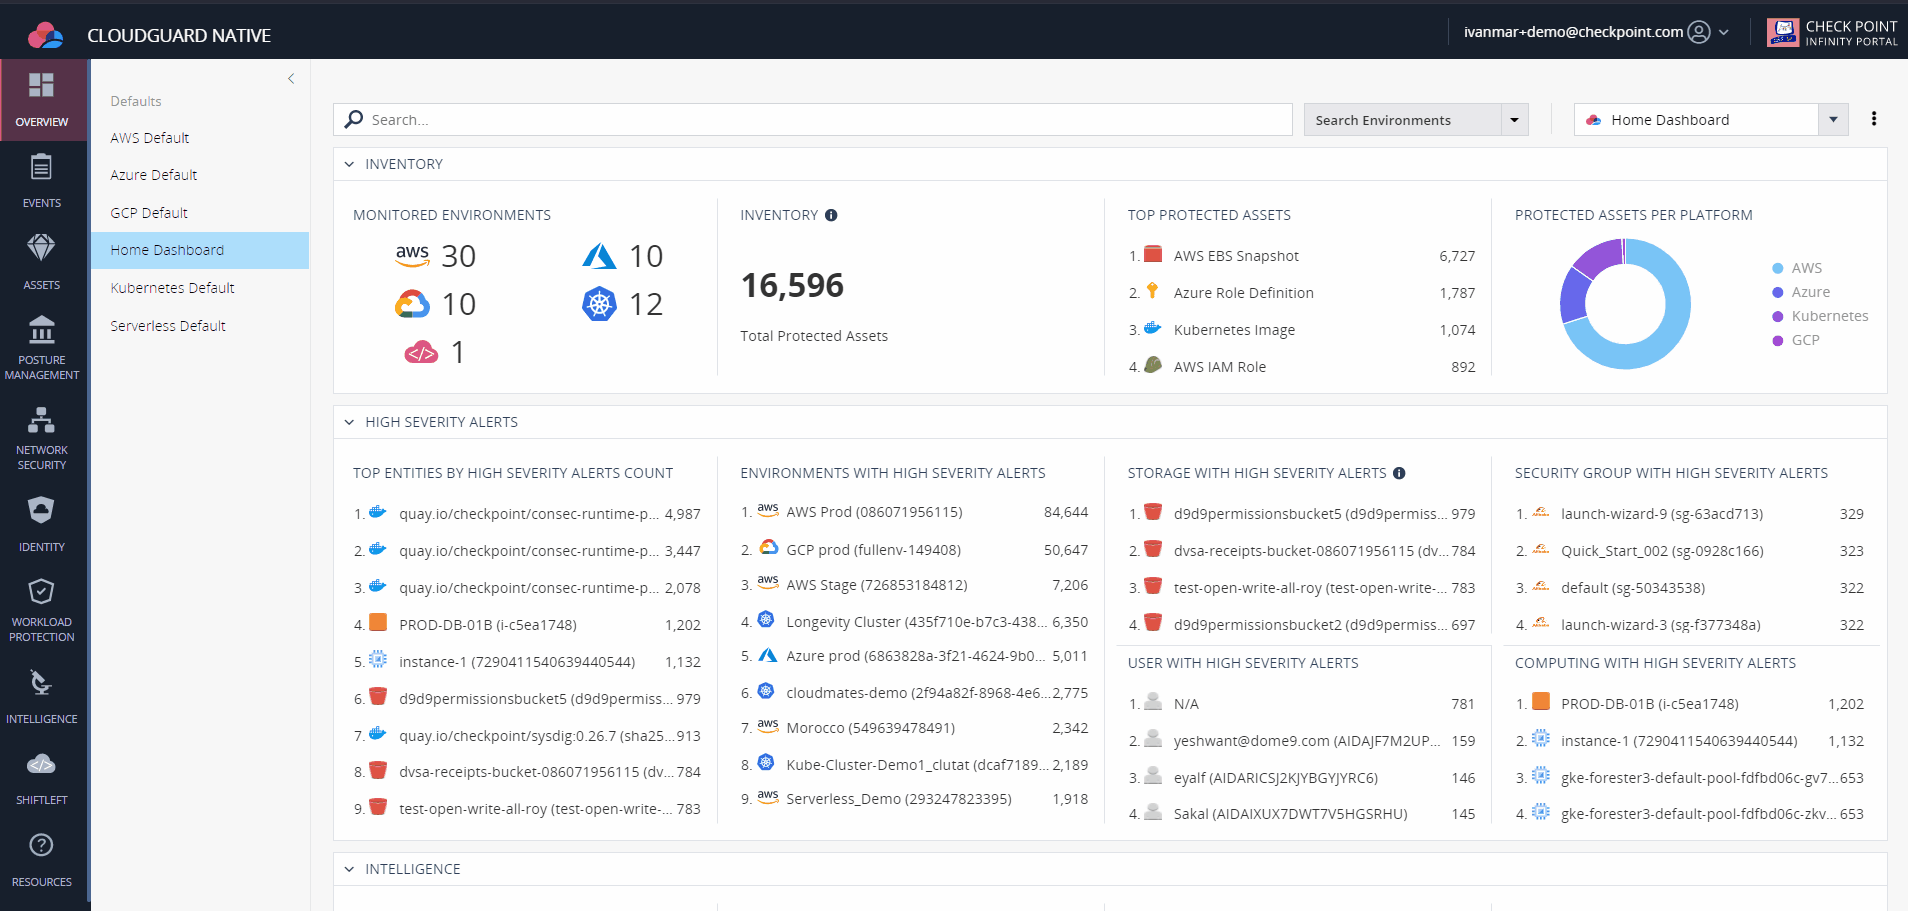 CLOUDGUARD NATIVE
ivanmar+demo@checkpoint.com
CHECK POINT
INFINITY PORTAL
OVERVIEW
EVENTS
ASSETS
POSTURE
MANAGEMENT
NETWORK
SECURITY
IDENTITY
WORKLOAD
PROTECTION
INTELLIGENCE
SHIFTLEFT
RESOURCES
Defaults
AWS Default
Azure Default
GCP Default
Home Dashboard
Kubernetes Default
Serverless Default
Search...
Search Environments
Home Dashboard
INVENTORY
MONITORED ENVIRONMENTS
aws 30
10
10
12
1
INVENTORY
16,596
Total Protected Assets
TOP PROTECTED ASSETS
1. AWS EBS Snapshot 6,727
2. Azure Role Definition 1,787
3. Kubernetes Image 1,074
4. AWS IAM Role 892
PROTECTED ASSETS PER PLATFORM
AWS
Azure
Kubernetes
GCP
HIGH SEVERITY ALERTS
TOP ENTITIES BY HIGH SEVERITY ALERTS COUNT
1. quay.io/checkpoint/consec-runtime-p... 4,987
2. quay.io/checkpoint/consec-runtime-p... 3,447
3. quay.io/checkpoint/consec-runtime-p... 2,078
4. PROD-DB-01B (i-c5ea1748) 1,202
5. instance-1 (7290411540639440544) 1,132
6. d9d9permissionsbucket5 (d9d9permiss... 979
7. quay.io/checkpoint/sysdig:0.26.7 (sha25... 913
8. dvsa-receipts-bucket-086071956115 (dv... 784
9. test-open-write-all-roy (test-open-write-... 783
ENVIRONMENTS WITH HIGH SEVERITY ALERTS
1. aws AWS Prod (086071956115) 84,644
2. GCP prod (fullenv-149408) 50,647
3. aws AWS Stage (726853184812) 7,206
4. Longevity Cluster (435f710e-b7c3-438... 6,350
5. Azure prod (6863828a-3f21-4624-9b0... 5,011
6. cloudmates-demo (2f94a82f-8968-4e6... 2,775
7. aws Morocco (549639478491) 2,342
8. Kube-Cluster-Demo1_clutat (dcaf7189... 2,189
9. aws Serverless_Demo (293247823395) 1,918
STORAGE WITH HIGH SEVERITY ALERTS
1. d9d9permissionsbucket5 (d9d9permiss... 979
2. dvsa-receipts-bucket-086071956115 (dv... 784
3. test-open-write-all-roy (test-open-write-... 783
4. d9d9permissionsbucket2 (d9d9permiss... 697
SECURITY GROUP WITH HIGH SEVERITY ALERTS
1. launch-wizard-9 (sg-63acd713) 329
2. Quick_Start_002 (sg-0928c166) 323
3. default (sg-50343538) 322
4. launch-wizard-3 (sg-f377348a) 322
USER WITH HIGH SEVERITY ALERTS
1. N/A 781
2. yeshwant@dome9.com (AIDAJF7M2UP... 159
3. eyalf (AIDARICSJ2KJYBGYJYRC6) 146
4. Sakal (AIDAIXUX7DWT7V5HGSRHU) 145
COMPUTING WITH HIGH SEVERITY ALERTS
1. PROD-DB-01B (i-c5ea1748) 1,202
2. instance-1 (7290411540639440544) 1,132
3. gke-forester3-default-pool-fdfbd06c-gv7... 653
4. gke-forester3-default-pool-fdfbd06c-zkv... 653
INTELLIGENCE